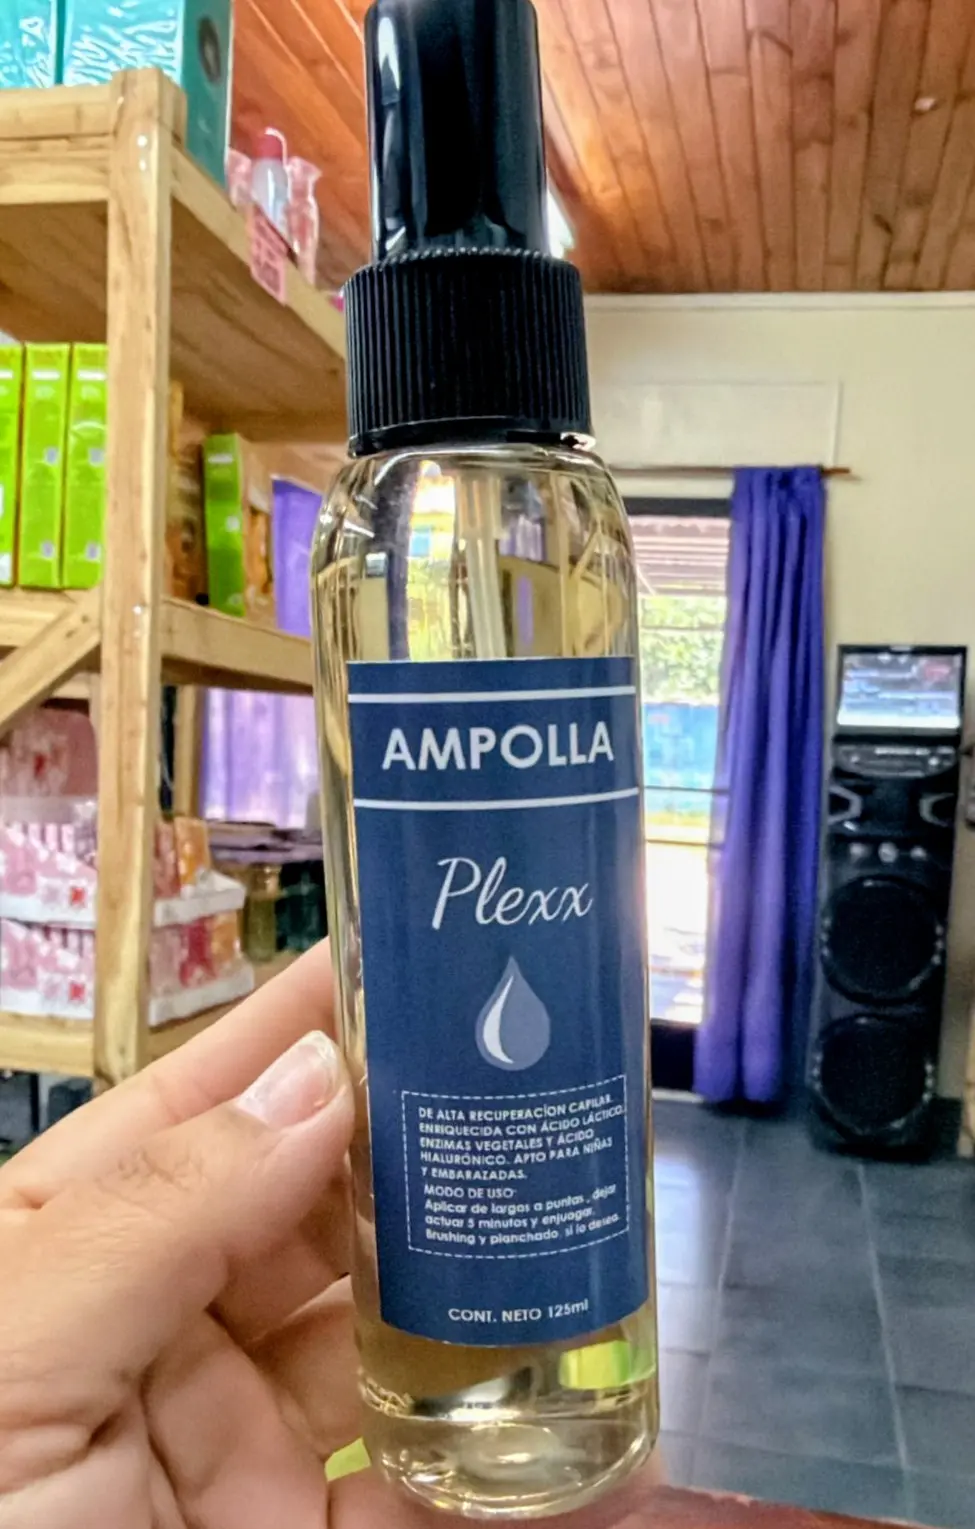 AMPOLLA
Plexx
DE ALTA RECUPERACÍON CAPILAR.
ENRIQUECIDA CON ÁCIDO LÁCTICO,
ENZIMAS VEGETALES Y ÁCIDO
HIALURÓNICO. APTO PARA NIÑAS
Y EMBARAZADAS.
MODO DE USO:
Aplicar de largos a puntas , dejar
actuar 5 minutos y enjuagar.
Brushing y planchado, si lo desea.
CONT. NETO 125ml